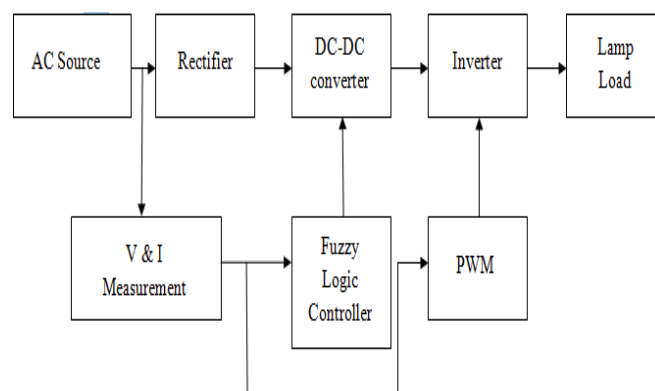 AC Source
Rectifier
DC-DC
converter
Inverter
Lamp
Load
V & I
Measurement
Fuzzy
Logic
Controller
PWM